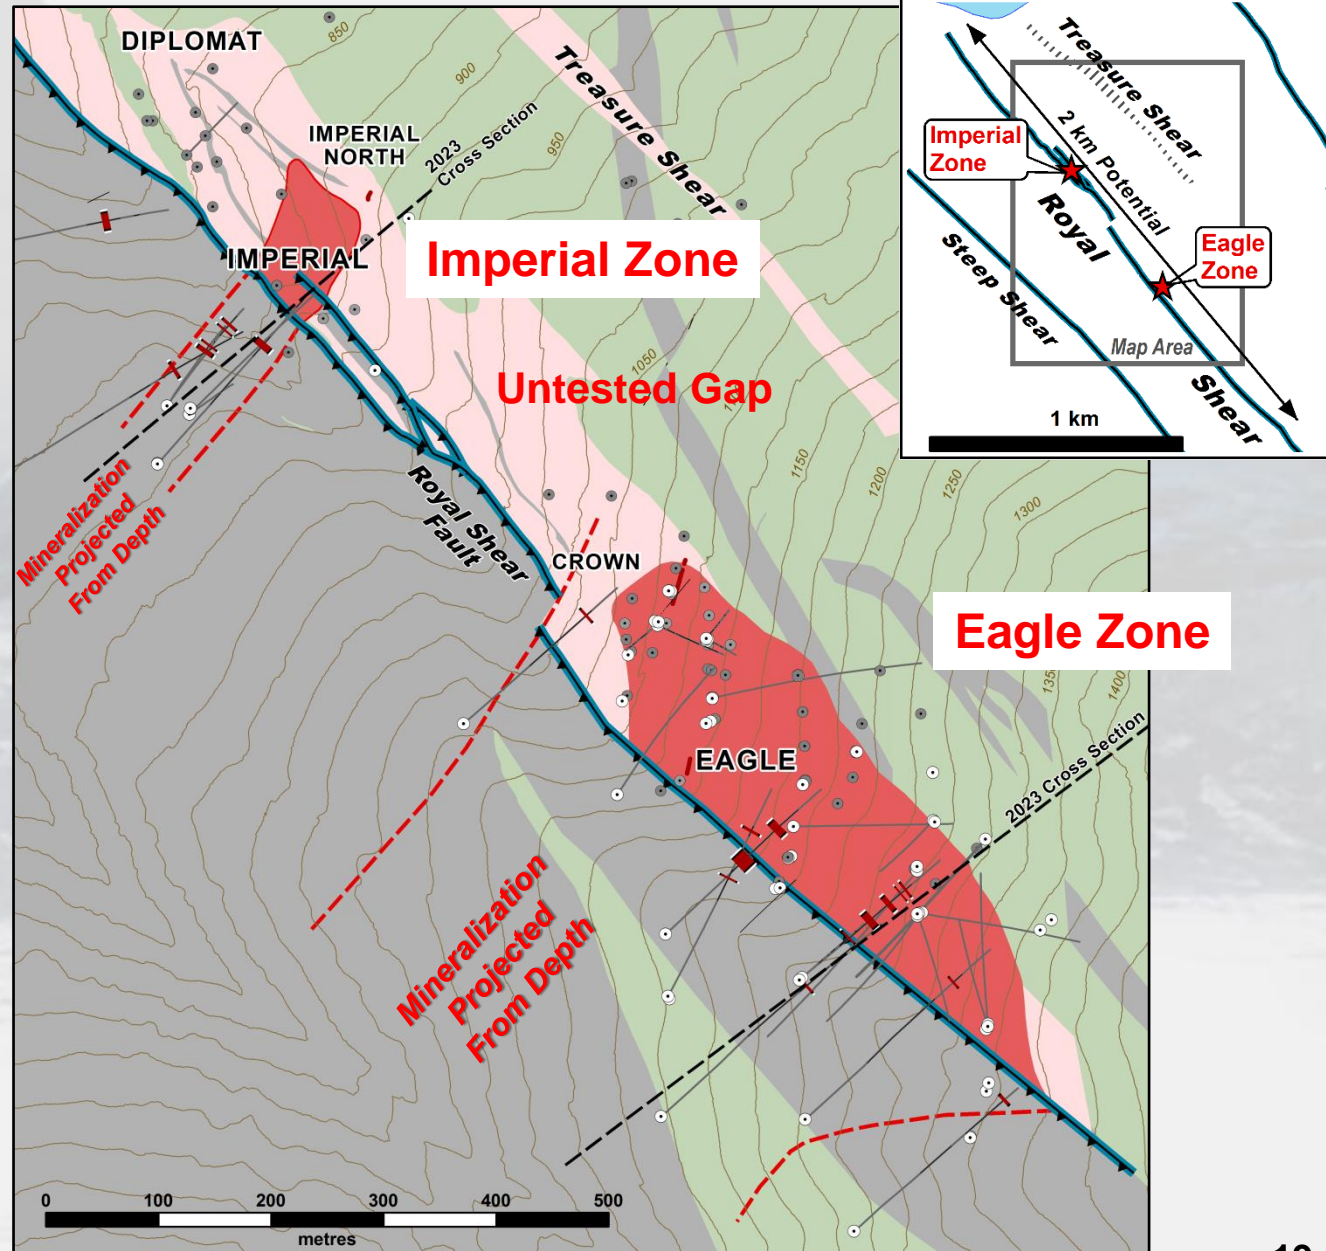 DIPLOMAT
850
900
950
Treasure Shear
IMPERIAL
NORTH
2023
Cross Section
IMPERIAL
Imperial Zone
Untested Gap
1050
1150
1200
1250
1300
Mineralization
Projected
From Depth
Royal Shear
Fault
CROWN
Eagle Zone
1400
EAGLE
2023 Cross Section
Mineralization
Projected
From Depth
0 100 200 300 400 500
metres
Treasure Shear
Imperial
Zone
2 km Potential
Royal
Shear
Eagle
Zone
Steep Shear
Map Area
1 km